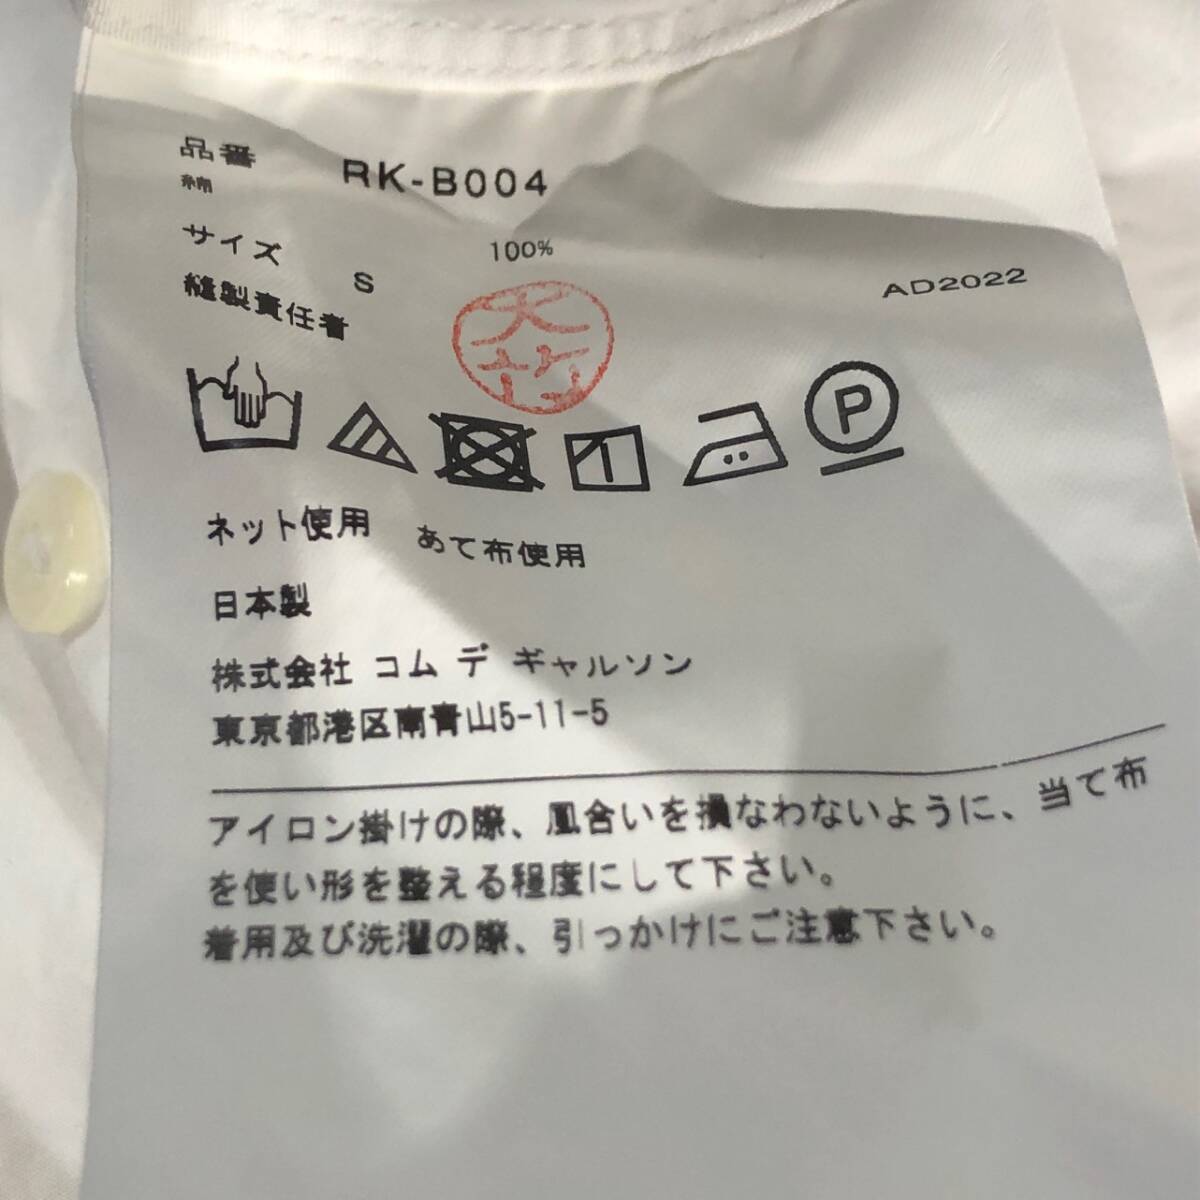 品番 RK-B004
綿 100%
サイズ S AD2022
縫製責任者 大竹
P
ネット使用 あて布使用
日本製
株式会社 コム デ ギャルソン
東京都港区南青山5-11-5
アイロン掛けの際、風合いを損なわないように、当て布
を使い形を整える程度にして下さい。
着用及び洗濯の際、引っかけにご注意下さい。